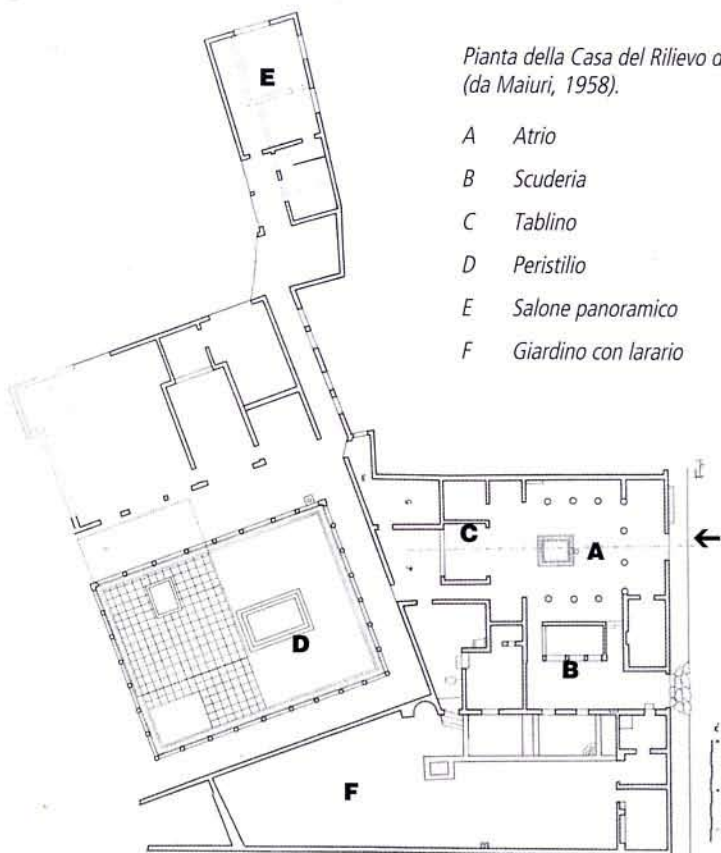 Pianta della Casa del Rilievo d
(da Maiuri, 1958).
A Atrio
B Scuderia
C Tablino
D Peristilio
E Salone panoramico
F Giardino con larario
E
C
A
D
B
F